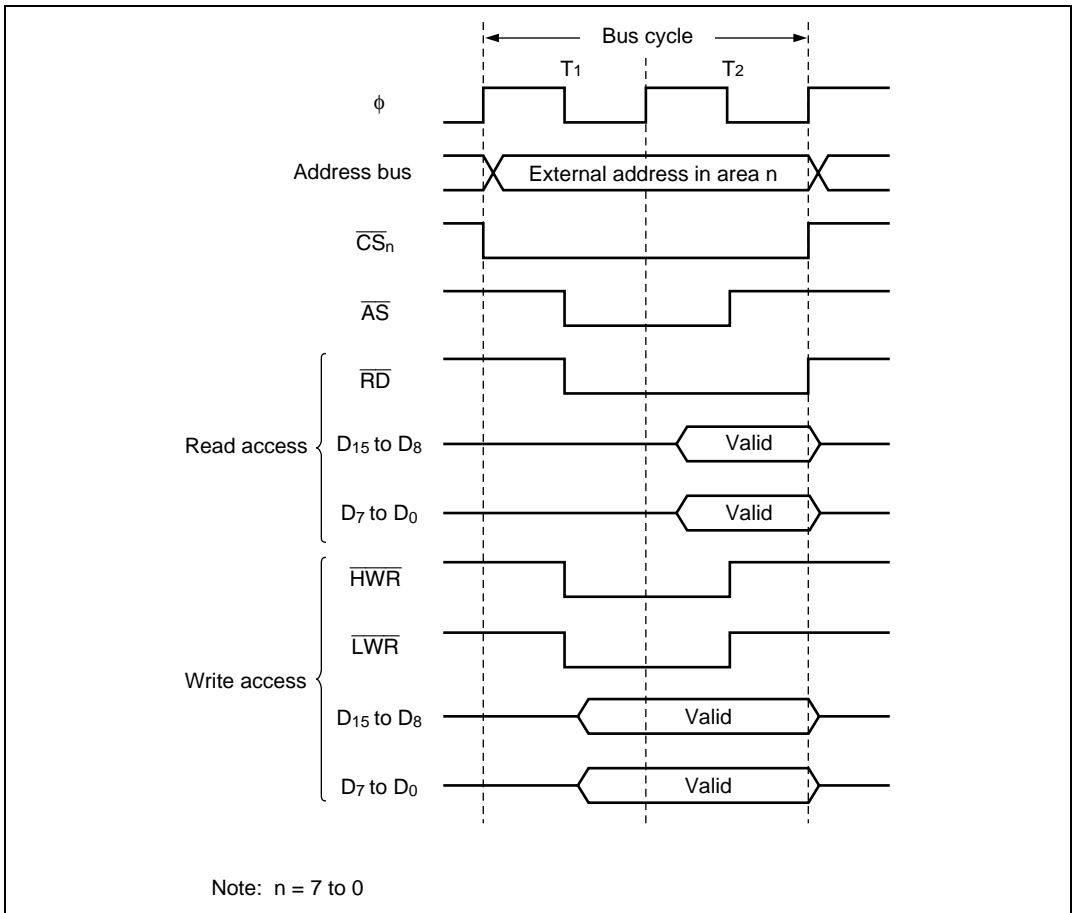 Bus cycle
T1 T2
φ
Address bus External address in area n
CSn
AS
RD
Read access D15 to D8 Valid
D7 to D0 Valid
HWR
LWR
Write access
D15 to D8 Valid
D7 to D0 Valid
Note: n = 7 to 0